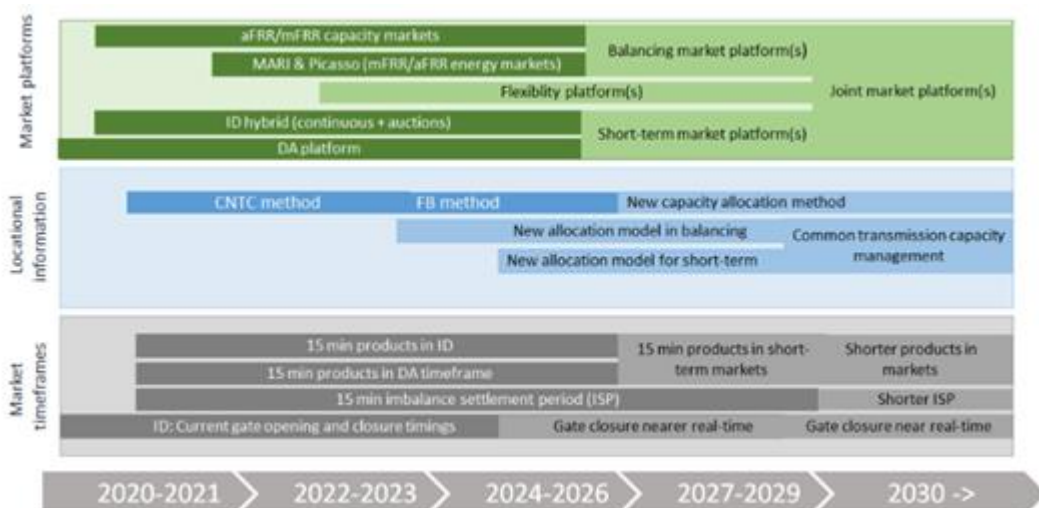 Market platforms
aFRR/mFRR capacity markets
MARI & Picasso (mFRR/aFRR energy markets)
Balancing market platform(s)
Flexiblity platform(s)
Joint market platform(s)
ID hybrid (continuous + auctions)
DA platform
Short-term market platform(s)
Locational
information
CNTC method
FB method
New capacity allocation method
New allocation model in balancing
New allocation model for short-term
Common transmission capacity
management
Market
timeframes
15 min products in ID
15 min products in DA timeframe
15 min products in short-
term markets
Shorter products in
markets
15 min imbalance settlement period (ISP)
Shorter ISP
ID: Current gate opening and closure timings
Gate closure nearer real-time
Gate closure near real-time
2020-2021
2022-2023
2024-2026
2027-2029
2030 ->